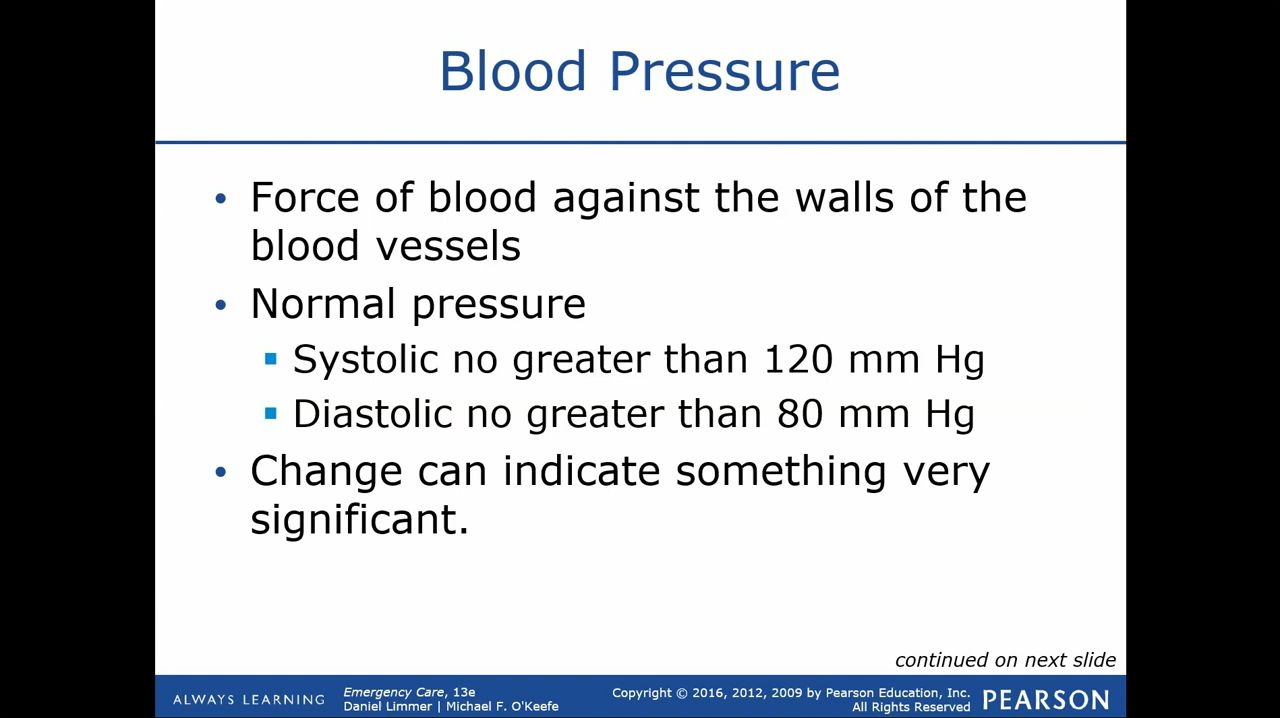 Blood Pressure
• Force of blood against the walls of the
blood vessels
• Normal pressure
▪ Systolic no greater than 120 mm Hg
▪ Diastolic no greater than 80 mm Hg
• Change can indicate something very
significant.
continued on next slide
ALWAYS LEARNING
Emergency Care, 13e
Daniel Limmer | Michael F. O'Keefe
Copyright © 2016, 2012, 2009 by Pearson Education, Inc.
All Rights Reserved
PEARSON